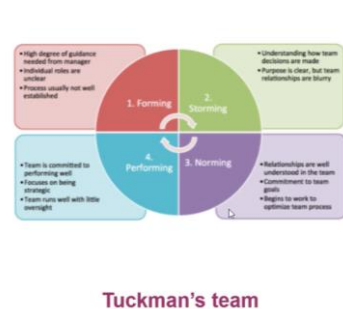 • High degree of guidance
needed from manager
• Individual roles are
unclear
• Process usually not well
established
1. Forming
2.
Storming
• Understanding how team
decisions are made
• Purpose is clear, but team
relationships are blurry
• Team is committed to
performing well
• Focuses on being
strategic
• Team runs well with little
oversight
4.
Performing
3. Norming
• Relationships are well
understood in the team
• Commitment to team
goals
• Begins to work to
optimize team process
Tuckman's team